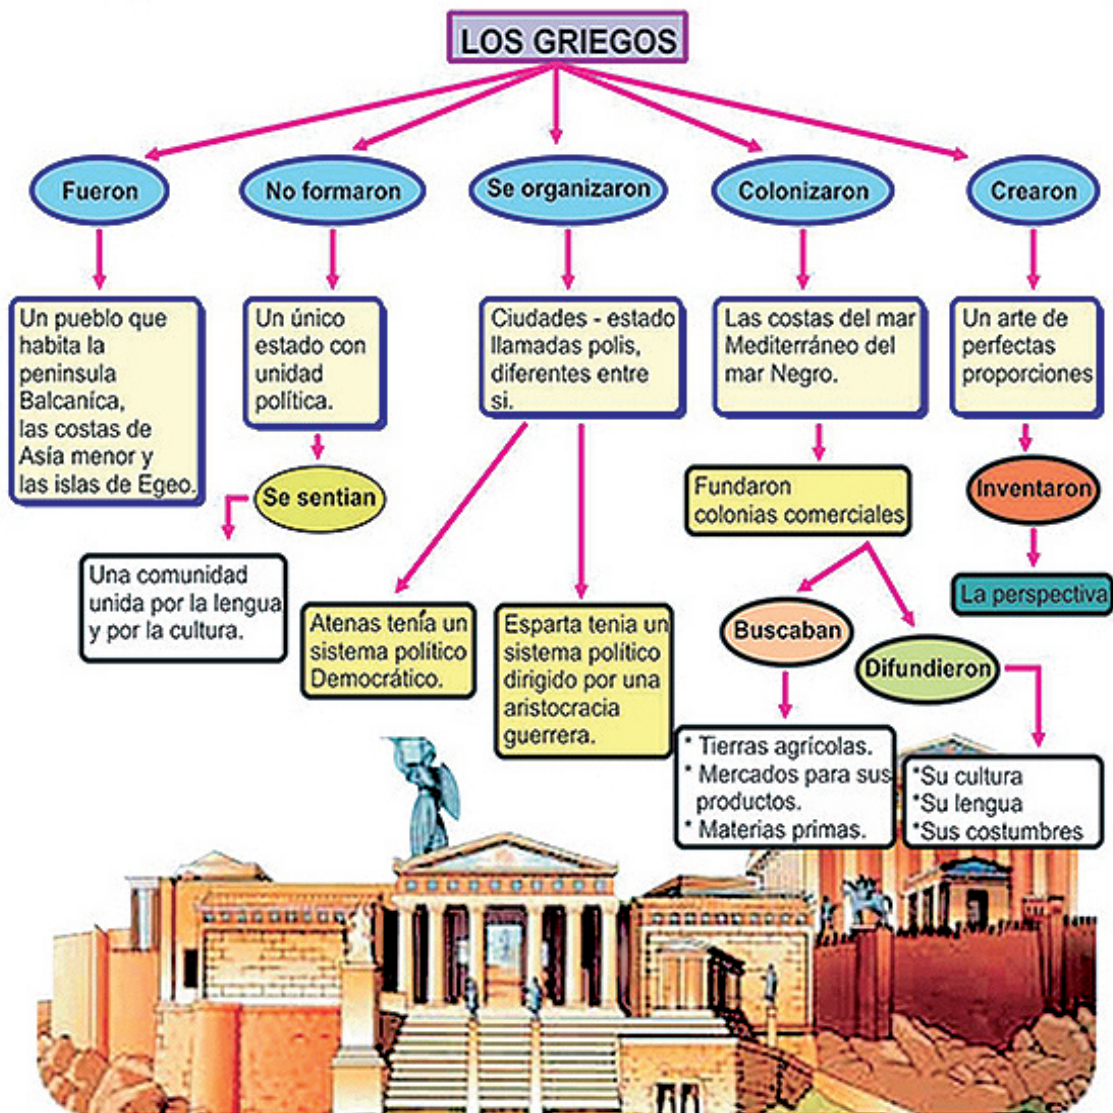 LOS GRIEGOS
Fueron
No formaron
Se organizaron
Colonizaron
Crearon
Un pueblo que
habita la
peninsula
Balcaníca,
las costas de
Asía menor y
las islas de Egeo.
Un único
estado con
unidad
política.
Ciudades - estado
llamadas polis,
diferentes entre
si.
Las costas del mar
Mediterráneo del
mar Negro.
Un arte de
perfectas
proporciones
Se sentian
Fundaron
colonias comerciales
Inventaron
Una comunidad
unida por la lengua
y por la cultura.
Atenas tenía un
sistema político
Democrático.
Esparta tenia un
sistema político
dirigido por una
aristocracia
guerrera.
Buscaban
Difundieron
La perspectiva
* Tierras agrícolas.
* Mercados para sus
productos.
* Materias primas.
*Su cultura
*Su lengua
*Sus costumbres